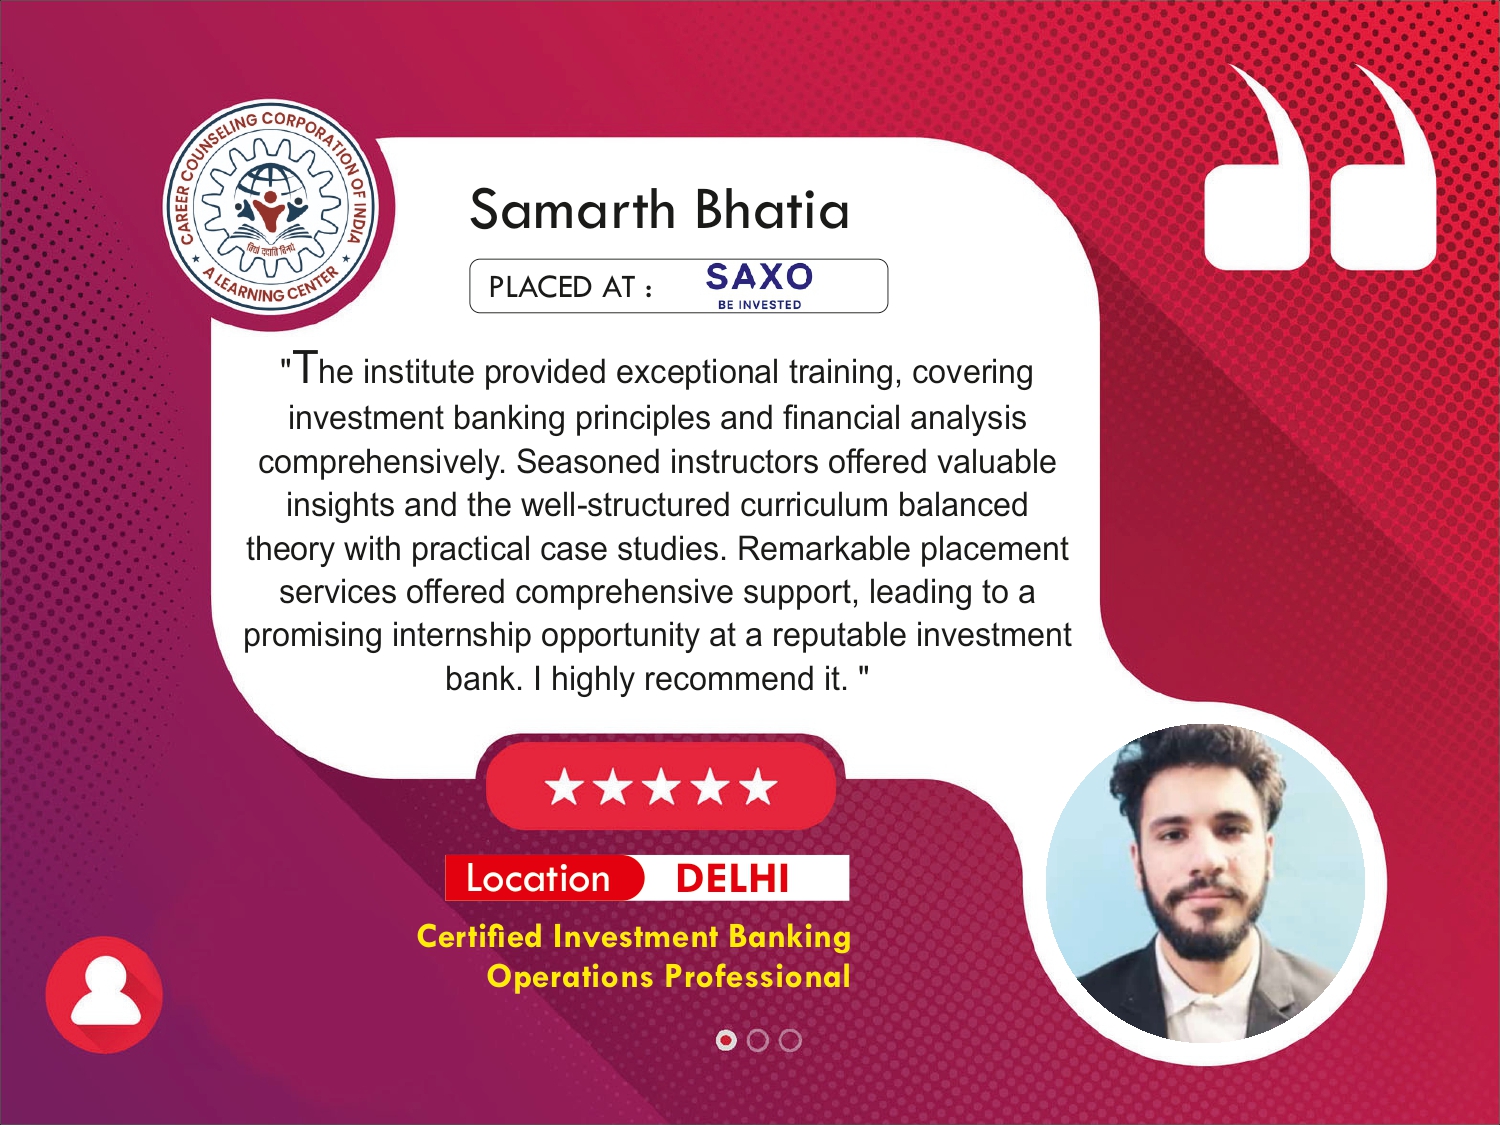 CAREER COUNSELING CORPORATION OF INDIA
A LEARNING CENTER
Samarth Bhatia
PLACED AT :
SAXO
BE INVESTED
"The institute provided exceptional training, covering
investment banking principles and financial analysis
comprehensively. Seasoned instructors offered valuable
insights and the well-structured curriculum balanced
theory with practical case studies. Remarkable placement
services offered comprehensive support, leading to a
promising internship opportunity at a reputable investment
bank. I highly recommend it. "
Location DELHI
Certified Investment Banking
Operations Professional